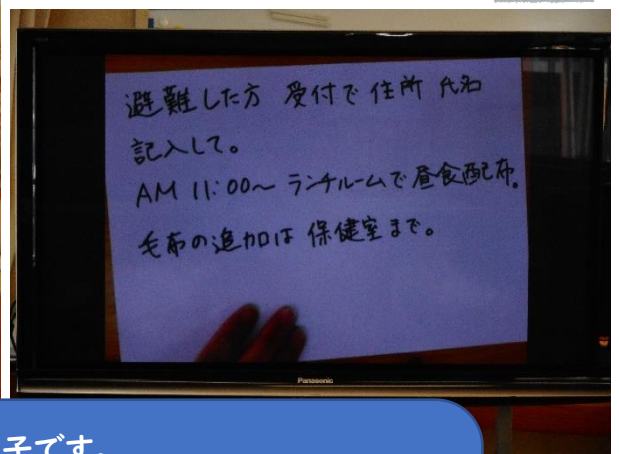 避難した方 受付で 住所 氏名
記入して。
AM 11:00～ ランチルームで 昼食配布。
毛布の追加は 保健室まで。
Panasonic
子です。